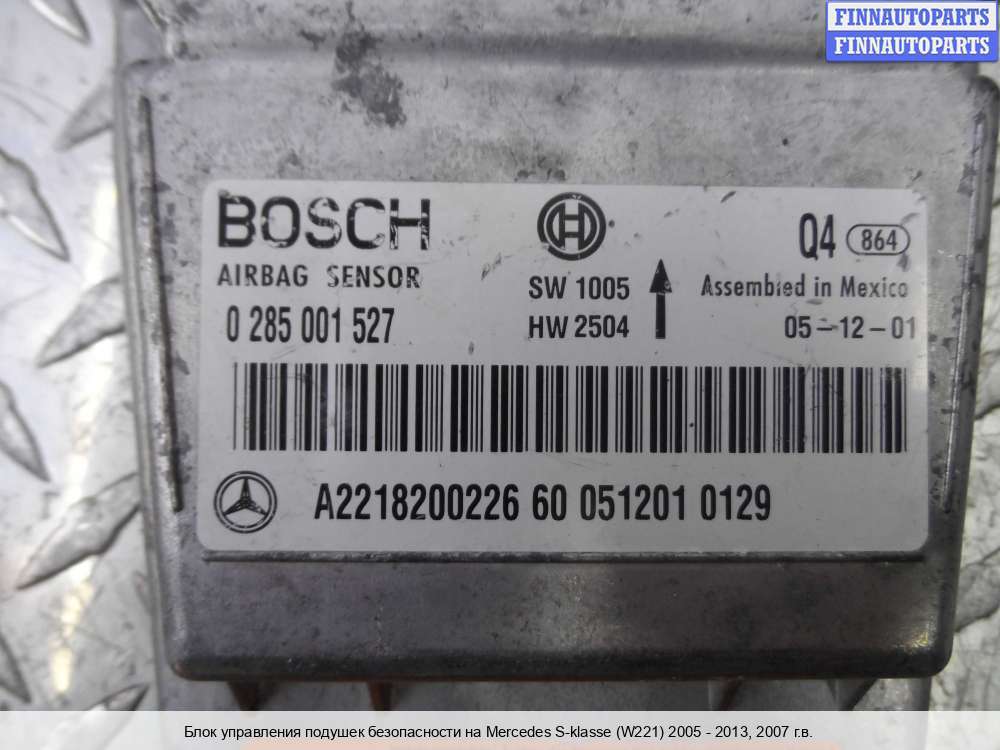 FINNAUTOPARTS
FINNAUTOPARTS
BOSCH
Q4 864
AIRBAG SENSOR
SW 1005
Assembled in Mexico
0 285 001 527
HW 2504
05-12-01
A2218200226 60 051201 0129
Блок управления подушек безопасности на Mercedes S-klasse (W221) 2005 - 2013, 2007 г.в.